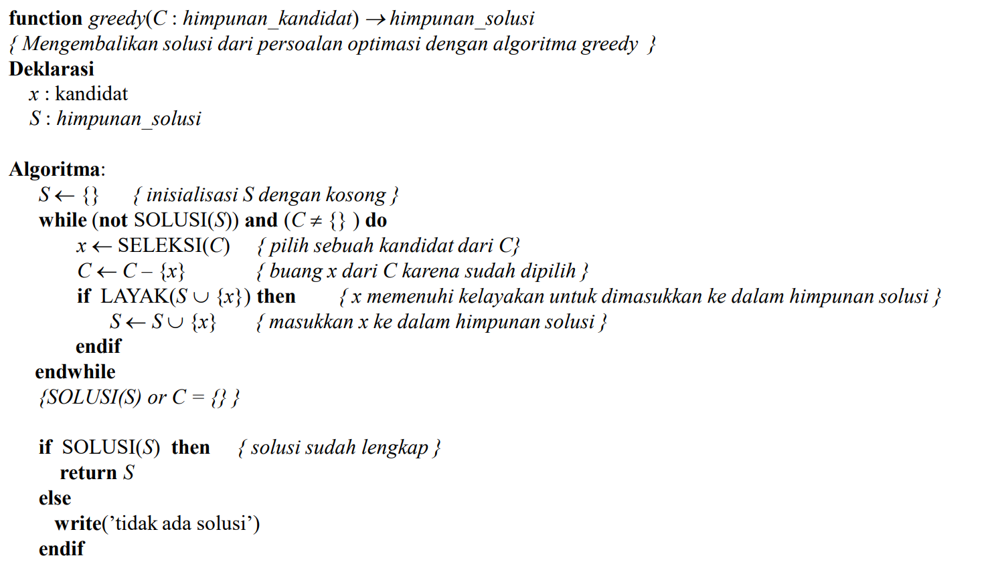 function greedy(C : himpunan_kandidat) → himpunan_solusi
{ Mengembalikan solusi dari persoalan optimasi dengan algoritma greedy }
Deklarasi
x : kandidat
S : himpunan_solusi
Algoritma:
S ← {} { inisialisasi S dengan kosong }
while (not SOLUSI(S)) and (C ≠ {} ) do
x ← SELEKSI(C) { pilih sebuah kandidat dari C}
C ← C – {x} { buang x dari C karena sudah dipilih }
if LAYAK(S ∪ {x}) then { x memenuhi kelayakan untuk dimasukkan ke dalam himpunan solusi }
S ← S ∪ {x} { masukkan x ke dalam himpunan solusi }
endif
endwhile
{SOLUSI(S) or C = {} }
if SOLUSI(S) then { solusi sudah lengkap }
return S
else
write(’tidak ada solusi’)
endif